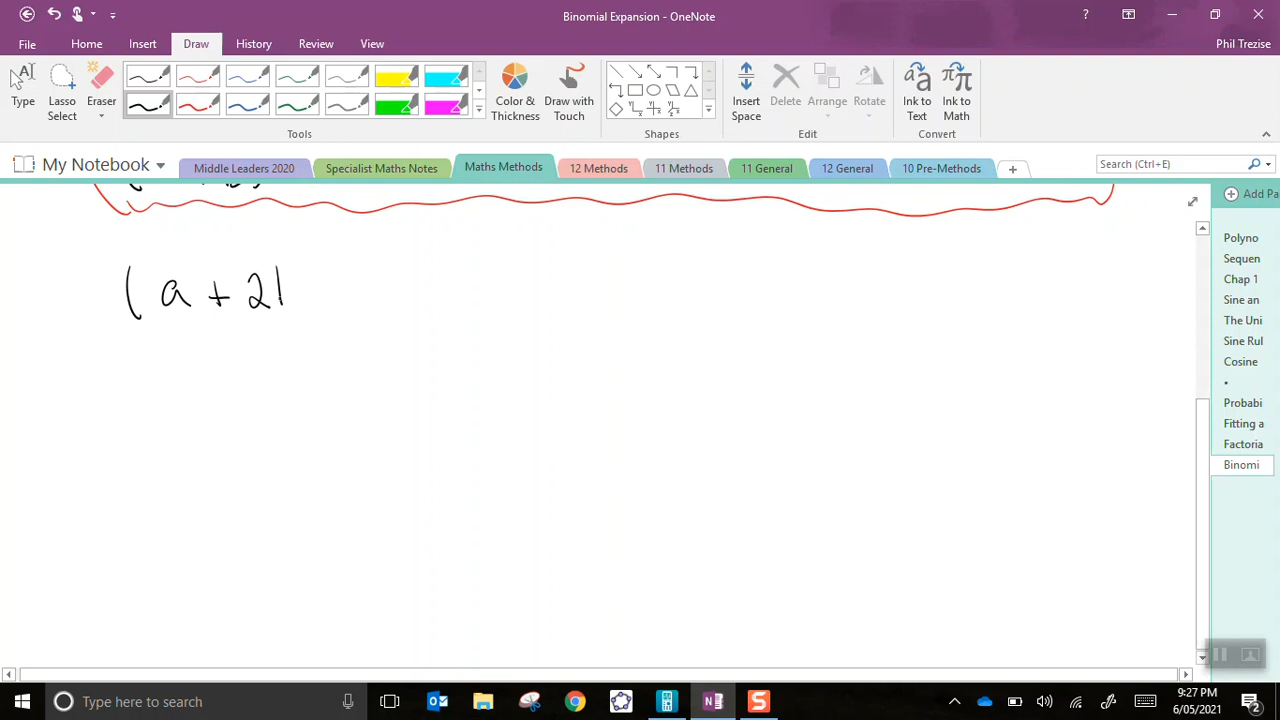 Binomial Expansion - OneNote
?
File Home Insert Draw History Review View Phil Trezise
Type Lasso Select Eraser Color & Thickness Draw with Touch Insert Space Delete Arrange Rotate Ink to Text Ink to Math
Tools Shapes Edit Convert
My Notebook Middle Leaders 2020 Specialist Maths Notes Maths Methods 12 Methods 11 Methods 11 General 12 General 10 Pre-Methods Search (Ctrl+E)
Add Pa
( a + 2l
Polyno
Sequen
Chap 1
Sine an
The Uni
Sine Rul
Cosine
•
Probabi
Fitting a
Factoria
Binomi
Type here to search
9:27 PM
6/05/2021
2